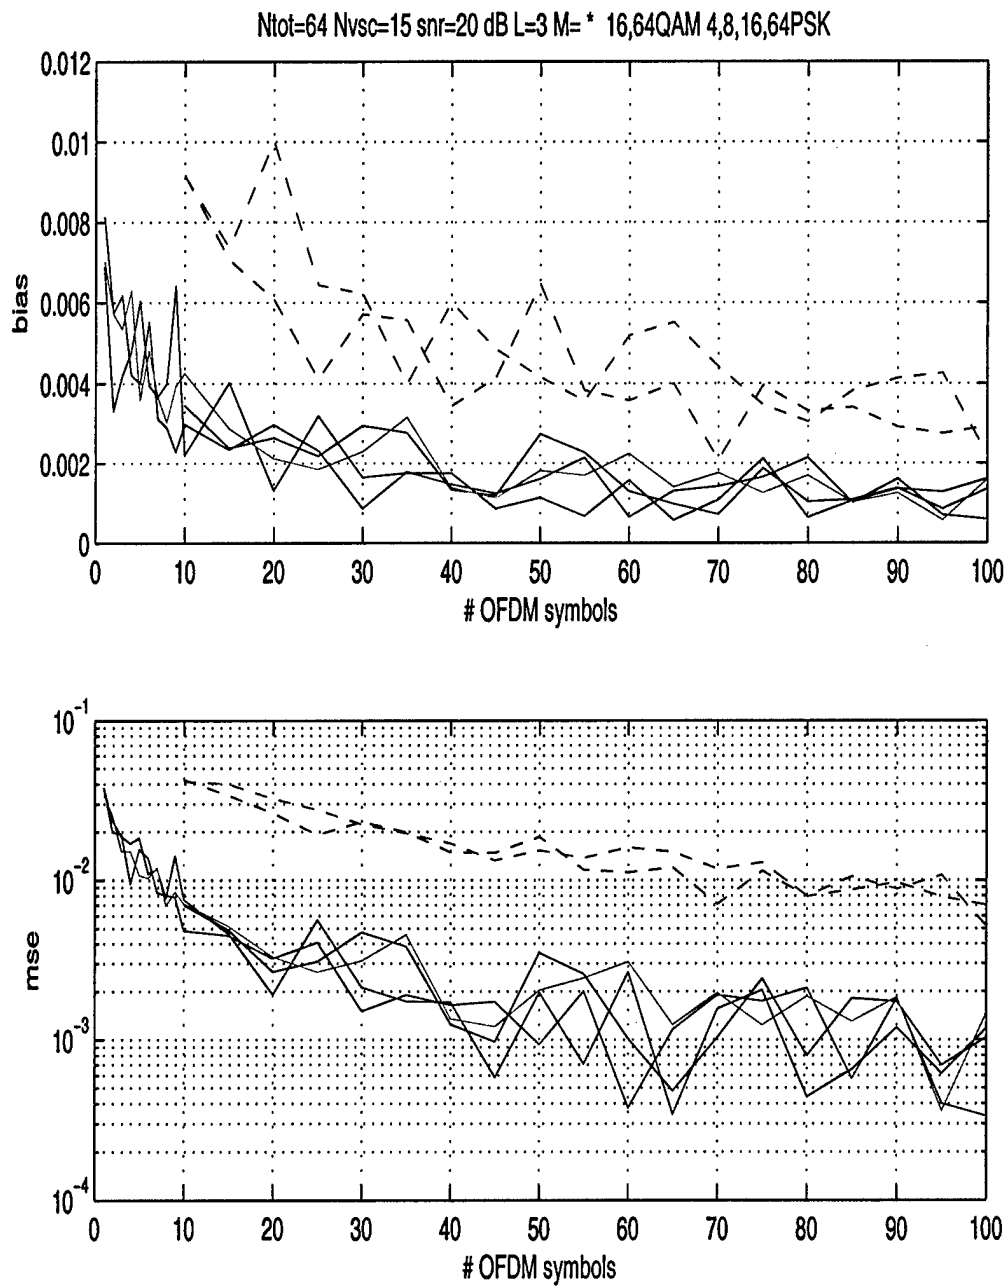 Ntot=64 Nvsc=15 snr=20 dB L=3 M= * 16,64QAM 4,8,16,64PSK
0.012
0.01
0.008
0.006
0.004
0.002
0
bias
0 10 20 30 40 50 60 70 80 90 100
# OFDM symbols
10^-1
10^-2
10^-3
10^-4
mse
0 10 20 30 40 50 60 70 80 90 100
# OFDM symbols